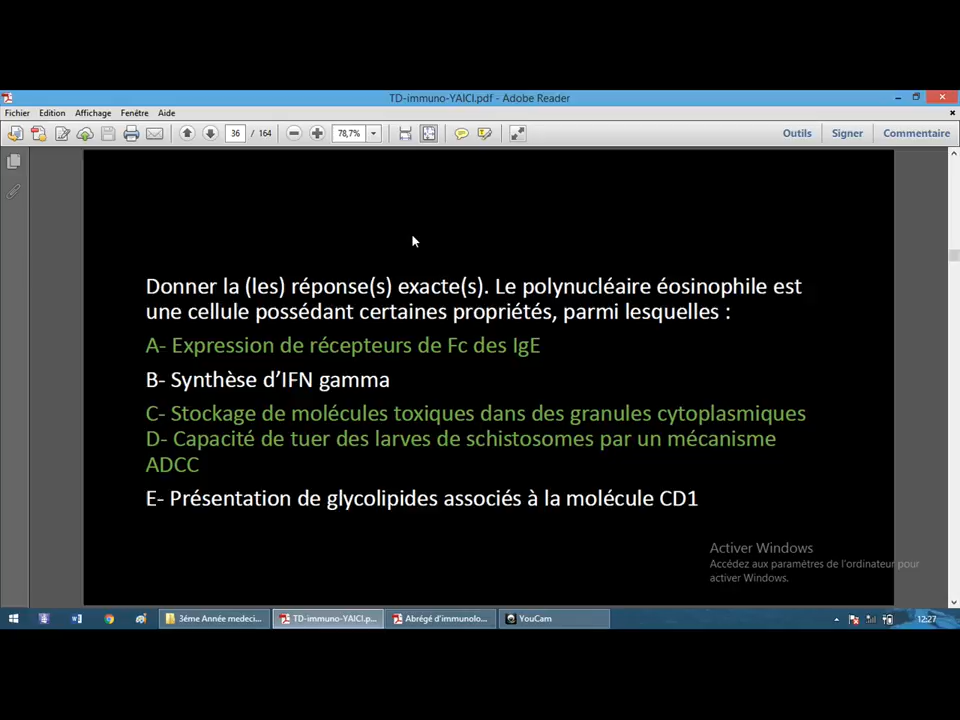 TD-immuno-YAICI.pdf - Adobe Reader
Fichier Edition Affichage Fenêtre Aide
36 / 164 78,7% Outils Signer Commentaire
Donner la (les) réponse(s) exacte(s). Le polynucléaire éosinophile est
une cellule possédant certaines propriétés, parmi lesquelles :
A- Expression de récepteurs de Fc des IgE
B- Synthèse d’IFN gamma
C- Stockage de molécules toxiques dans des granules cytoplasmiques
D- Capacité de tuer des larves de schistosomes par un mécanisme
ADCC
E- Présentation de glycolipides associés à la molécule CD1
Activer Windows
Accédez aux paramètres de l'ordinateur pour
activer Windows.
3éme Année medeci... TD-immuno-YAICI.p... Abrégé d'immunolo... YouCam 12:27